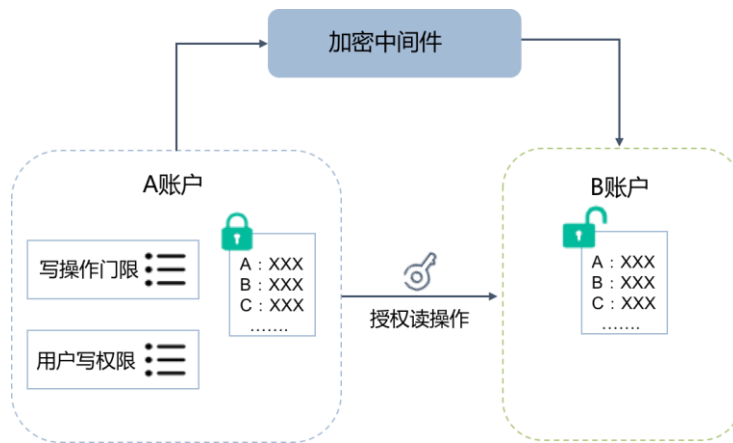 加密中间件
A账户
写操作门限
用户写权限
A：XXX
B：XXX
C：XXX
.......
授权读操作
B账户
A：XXX
B：XXX
C：XXX
.......